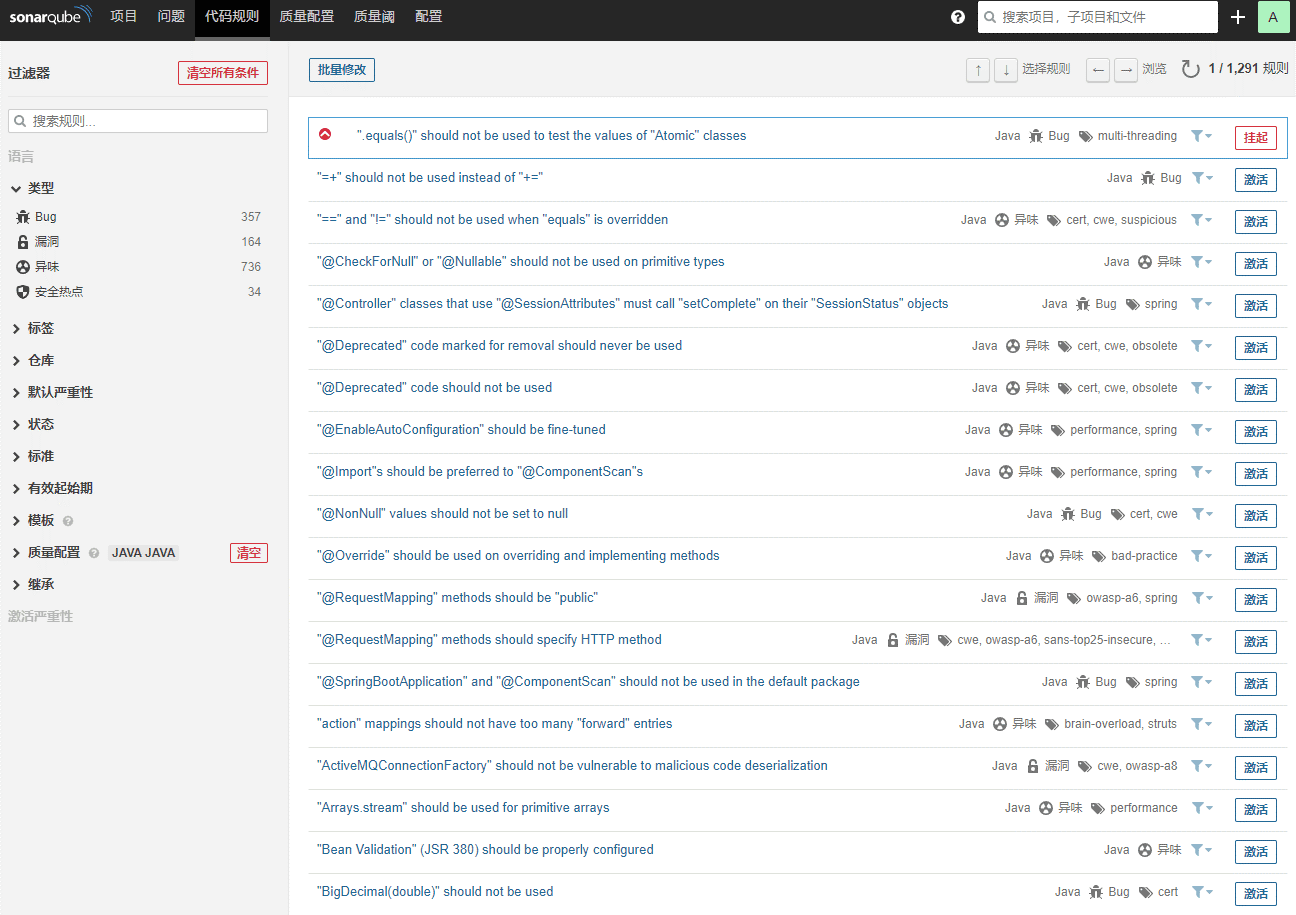 sonarqube 项目 问题 代码规则 质量配置 质量阈 配置 搜索项目，子项目和文件 A
过滤器 清空所有条件
搜索规则...
语言
类型
Bug 357
漏洞 164
异味 736
安全热点 34
标签
仓库
默认严重性
状态
标准
有效起始期
模板
质量配置 JAVA JAVA 清空
继承
激活严重性
批量修改 ↑ ↓ 选择规则 ← → 浏览 1 / 1,291 规则
".equals()" should not be used to test the values of "Atomic" classes Java Bug multi-threading 挂起
"=+" should not be used instead of "+=" Java Bug 激活
"==" and "!=" should not be used when "equals" is overridden Java 异味 cert, cwe, suspicious 激活
"@CheckForNull" or "@Nullable" should not be used on primitive types Java 异味 激活
"@Controller" classes that use "@SessionAttributes" must call "setComplete" on their "SessionStatus" objects Java Bug spring 激活
"@Deprecated" code marked for removal should never be used Java 异味 cert, cwe, obsolete 激活
"@Deprecated" code should not be used Java 异味 cert, cwe, obsolete 激活
"@EnableAutoConfiguration" should be fine-tuned Java 异味 performance, spring 激活
"@Import"s should be preferred to "@ComponentScan"s Java 异味 performance, spring 激活
"@NonNull" values should not be set to null Java Bug cert, cwe 激活
"@Override" should be used on overriding and implementing methods Java 异味 bad-practice 激活
"@RequestMapping" methods should be "public" Java 漏洞 owasp-a6, spring 激活
"@RequestMapping" methods should specify HTTP method Java 漏洞 cwe, owasp-a6, sans-top25-insecure, … 激活
"@SpringBootApplication" and "@ComponentScan" should not be used in the default package Java Bug spring 激活
"action" mappings should not have too many "forward" entries Java 异味 brain-overload, struts 激活
"ActiveMQConnectionFactory" should not be vulnerable to malicious code deserialization Java 漏洞 cwe, owasp-a8 激活
"Arrays.stream" should be used for primitive arrays Java 异味 performance 激活
"Bean Validation" (JSR 380) should be properly configured Java 异味 激活
"BigDecimal(double)" should not be used Java Bug cert 激活